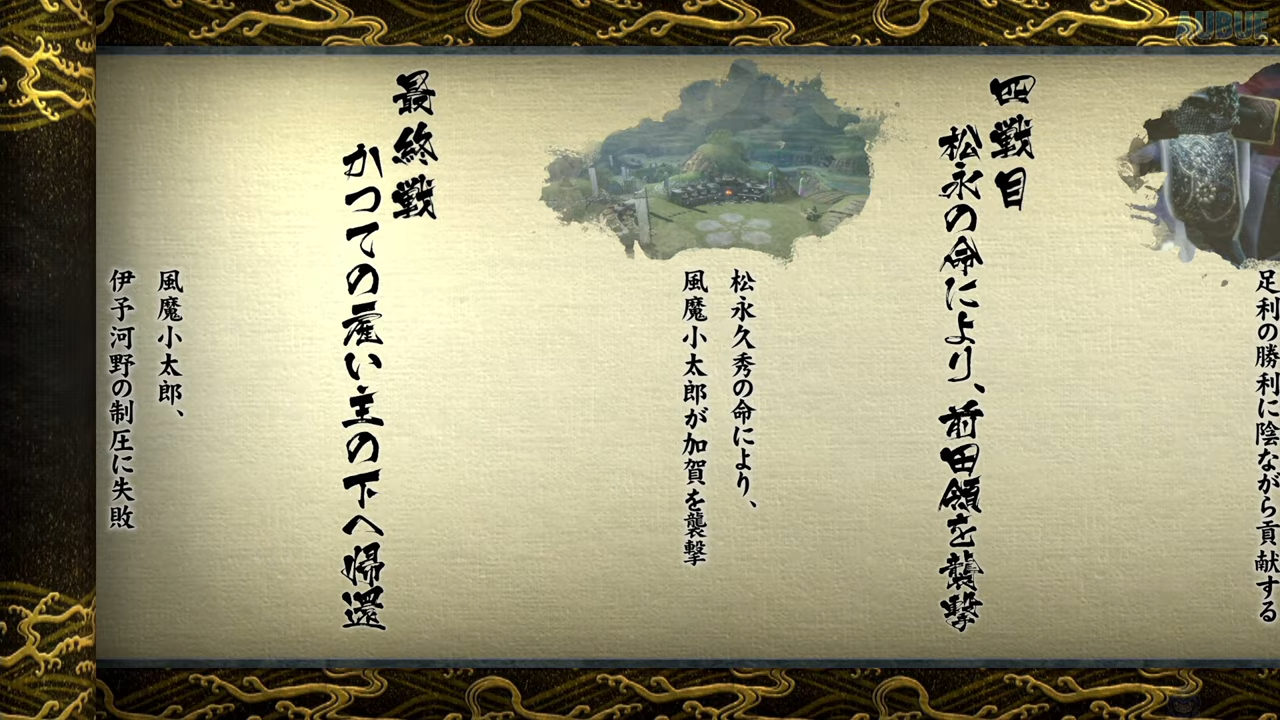 足利の勝利に陰ながら貢献する
四戦目
松永の命により、前田領を襲撃
松永久秀の命により、
風魔小太郎が加賀を襲撃
最終戦
かつての雇い主の下へ帰還
風魔小太郎、
伊予河野の制圧に失敗
AUDUE